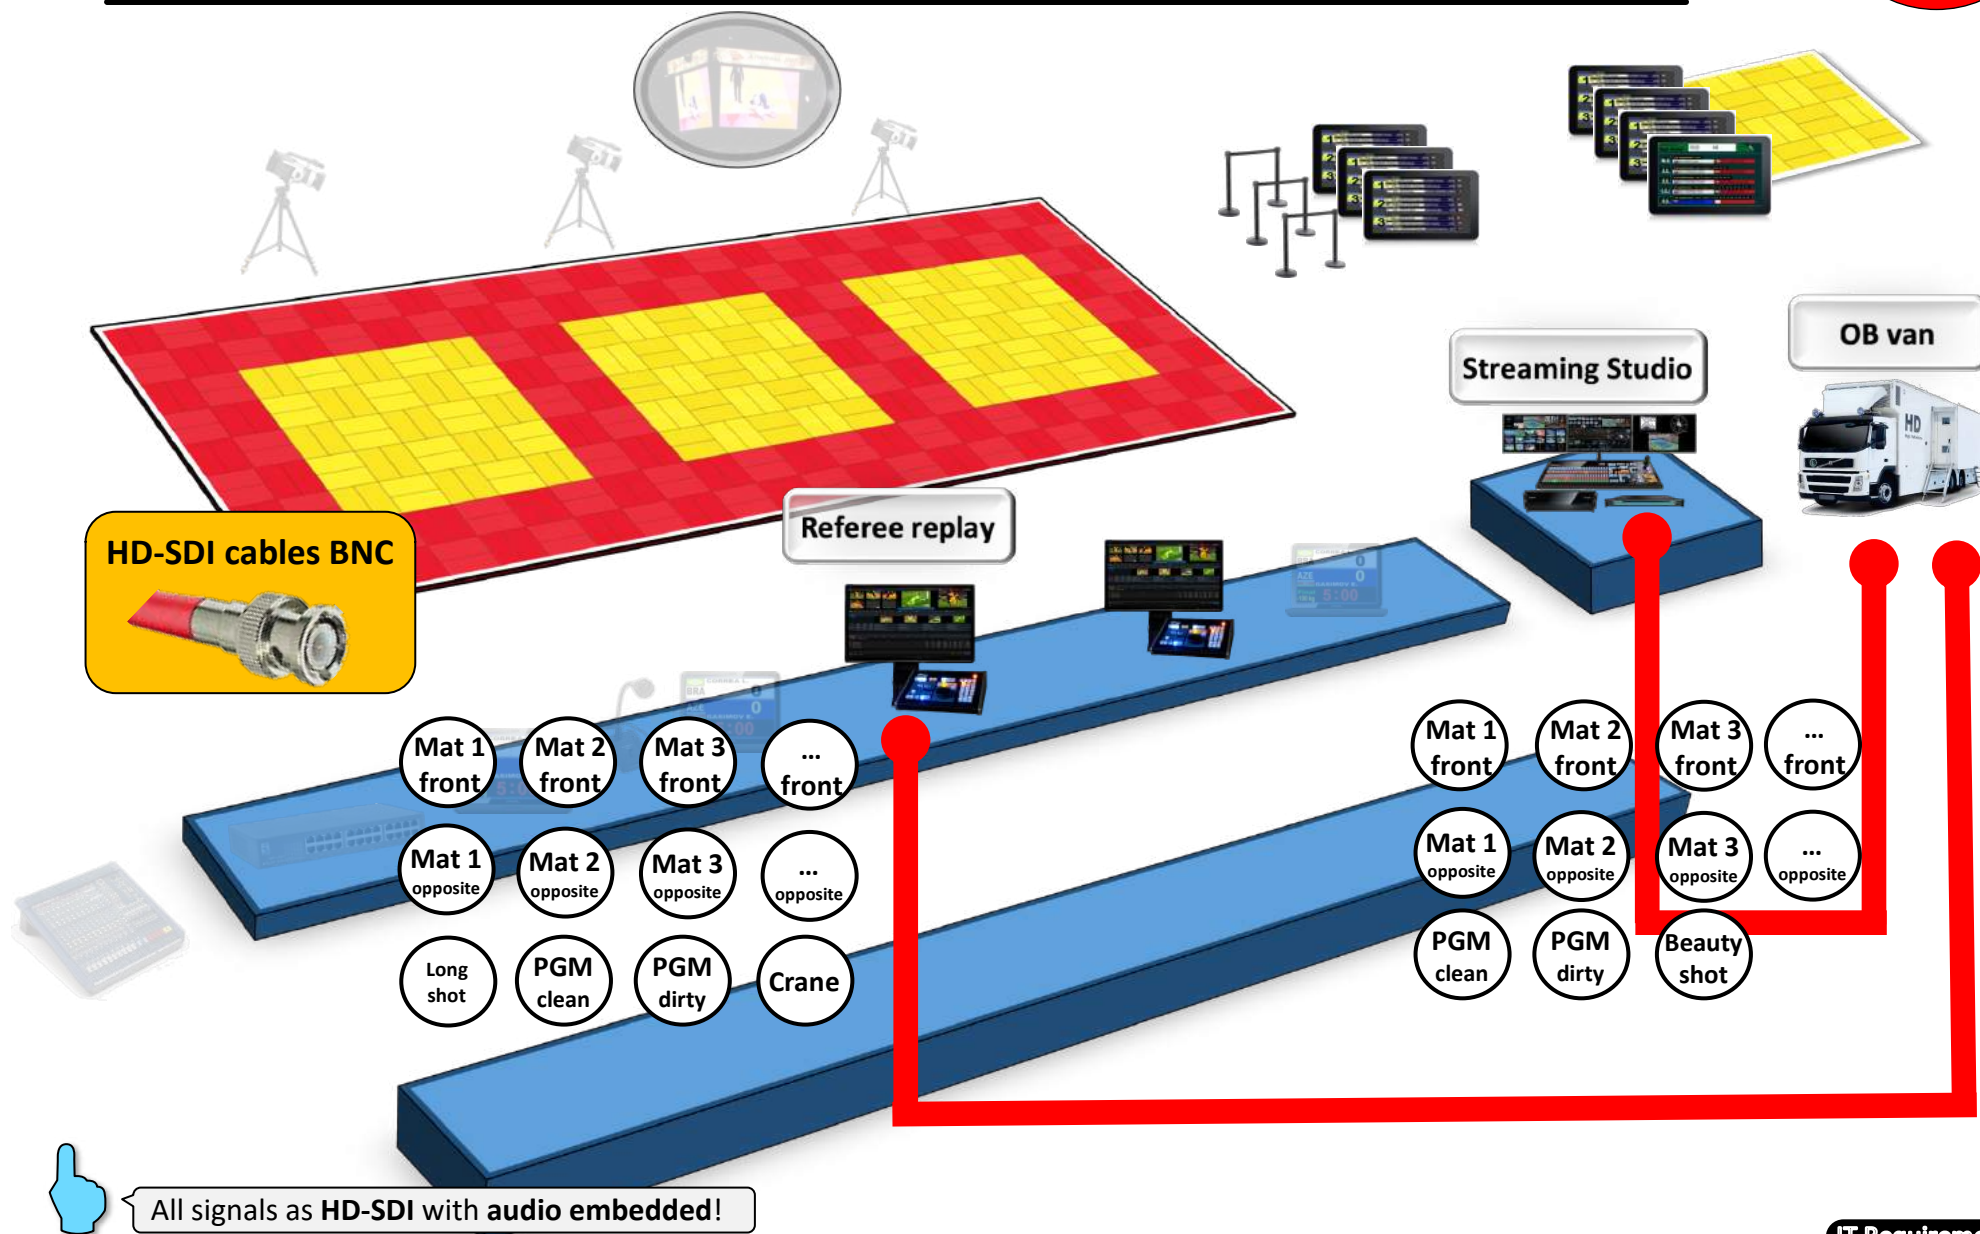 OB van
HD
Streaming Studio
Referee replay
HD-SDI cables BNC
Mat 1
front
Mat 2
front
Mat 3
front
...
front
Mat 1
opposite
Mat 2
opposite
Mat 3
opposite
...
opposite
Long
shot
PGM
clean
PGM
dirty
Crane
Mat 1
front
Mat 2
front
Mat 3
front
...
front
Mat 1
opposite
Mat 2
opposite
Mat 3
opposite
...
opposite
PGM
clean
PGM
dirty
Beauty
shot
All signals as HD-SDI with audio embedded!